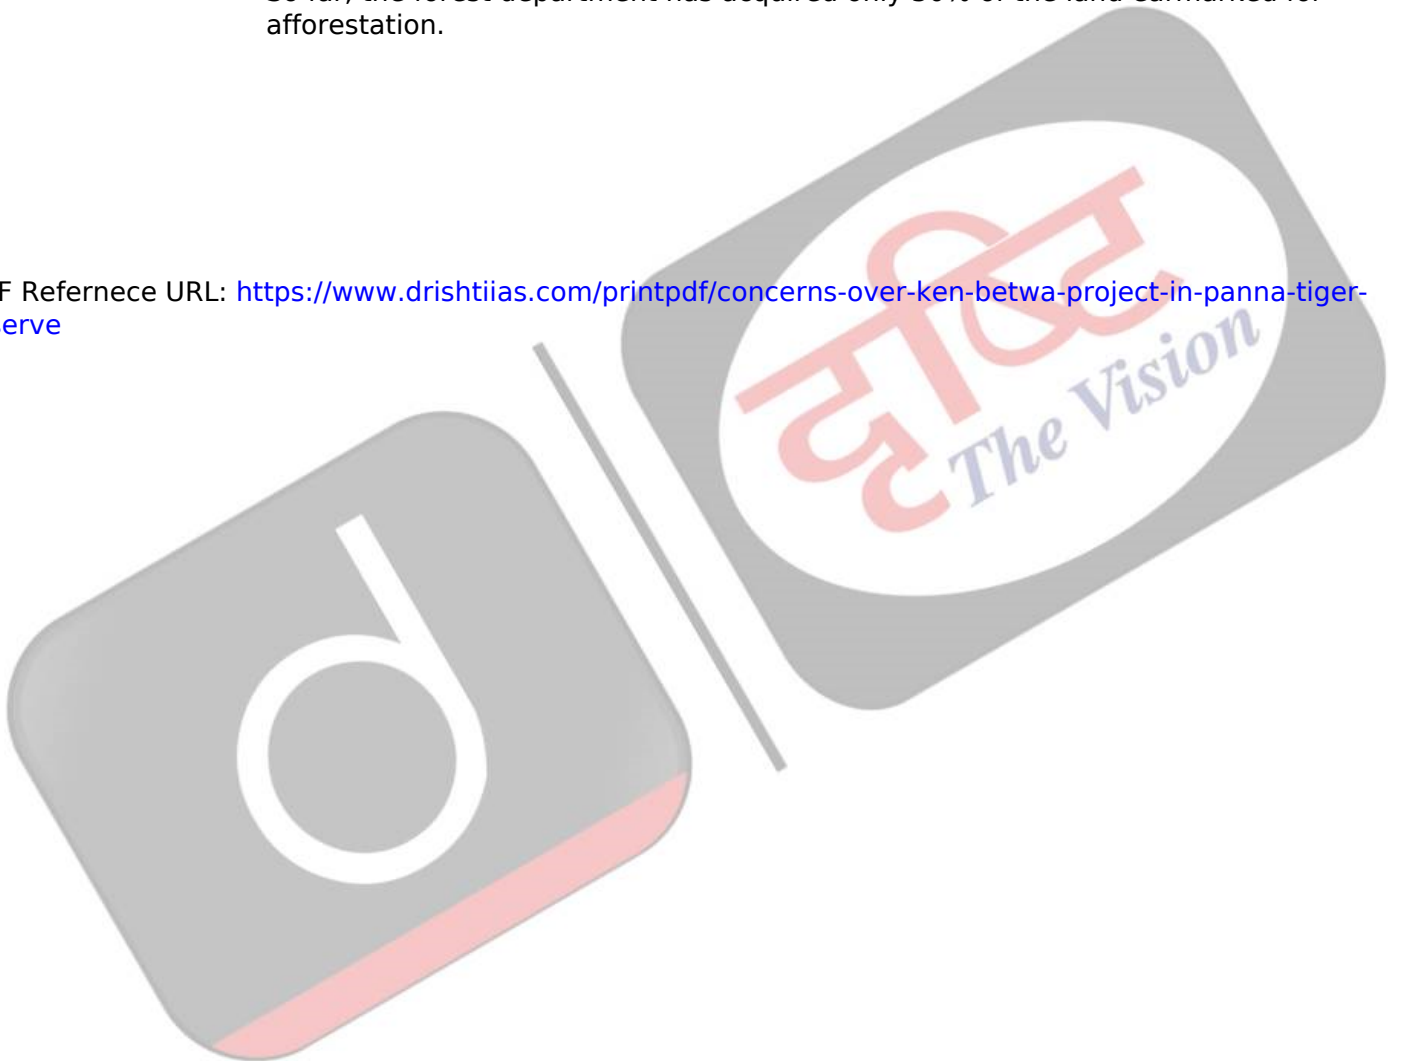 afforestation.
F Refernece URL: https://www.drishtiias.com/printpdf/concerns-over-ken-betwa-project-in-panna-tiger-
erve
दृष्टि
The Vision